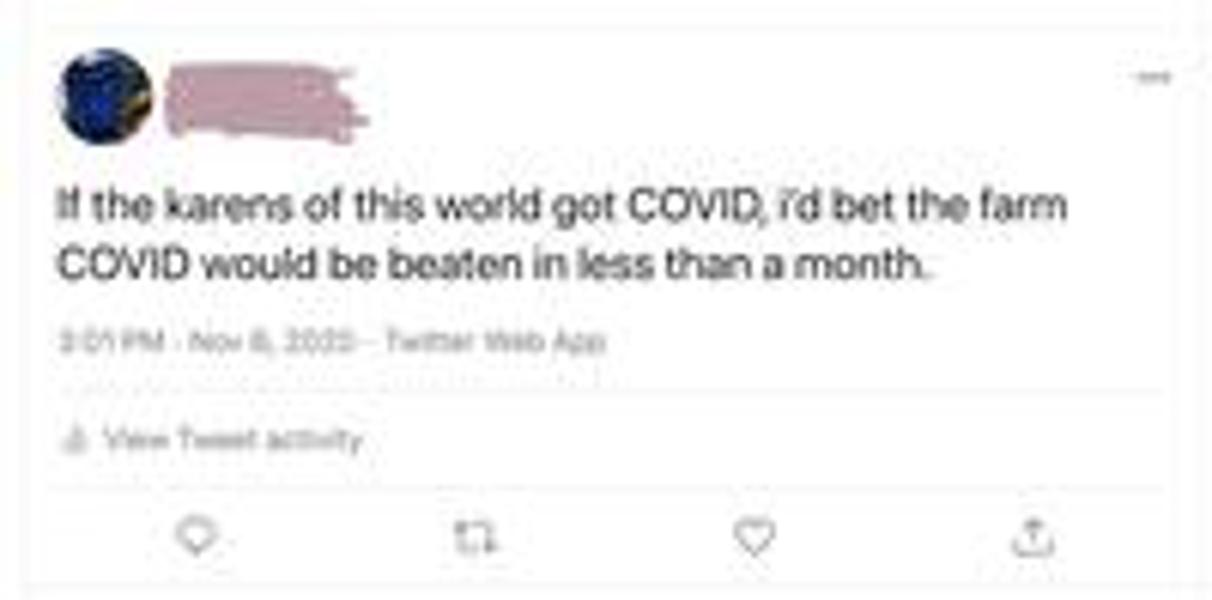 If the karens of this world got COVID, i'd bet the farm
COVID would be beaten in less than a month.
3:01 PM · Nov 6, 2020 · Twitter Web App
View Tweet activity